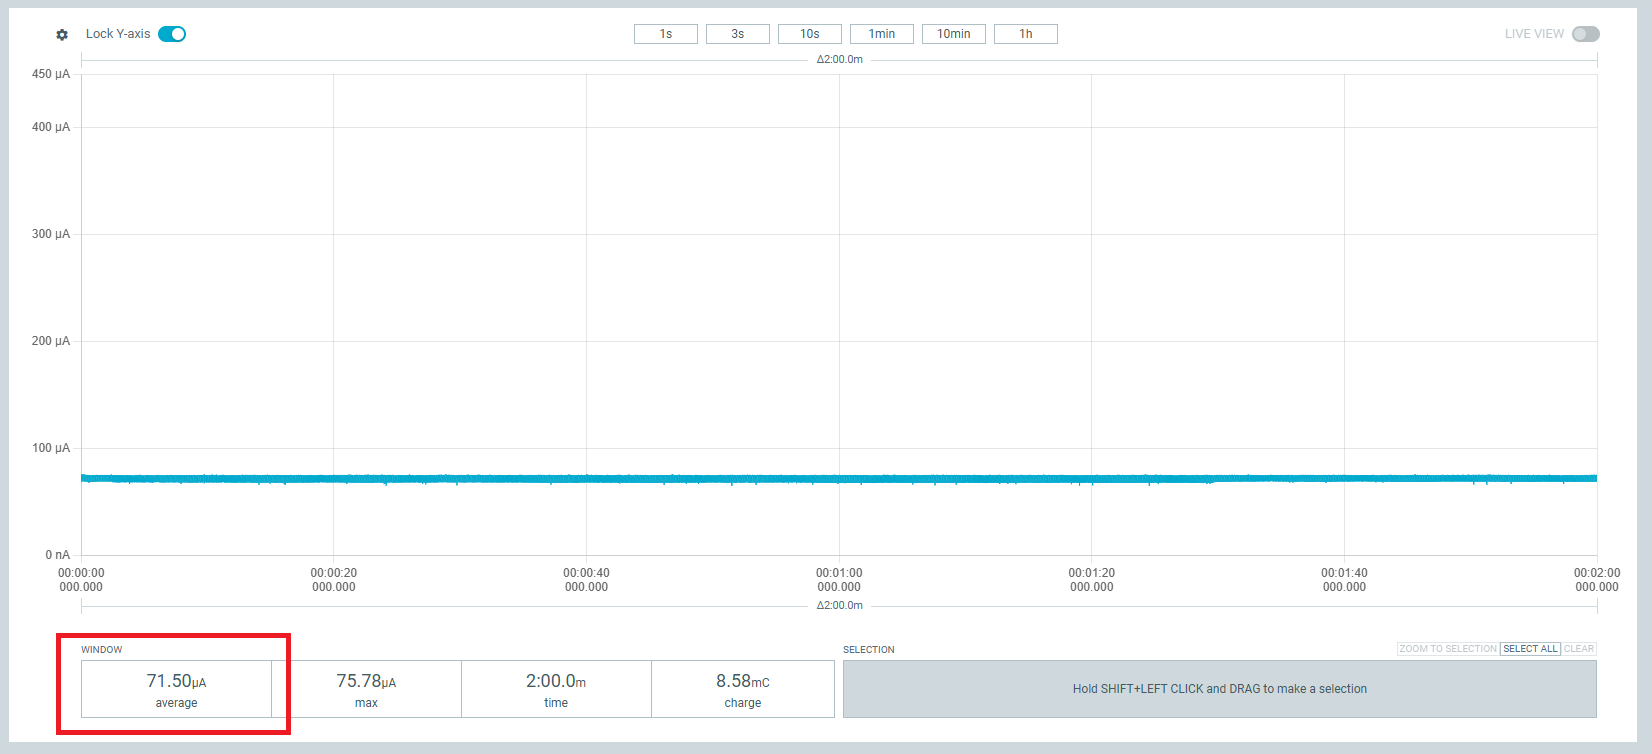 Lock Y-axis 1s 3s 10s 1min 10min 1h LIVE VIEW
Δ2:00.0m
450 µA
400 µA
300 µA
200 µA
100 µA
0 nA
00:00:00 00:00:20 00:00:40 00:01:00 00:01:20 00:01:40 00:02:00
000.000 000.000 000.000 000.000 000.000 000.000 000.000
Δ2:00.0m
WINDOW
71.50µA 75.78µA 2:00.0m 8.58mC
average max time charge
SELECTION ZOOM TO SELECTION SELECT ALL CLEAR
Hold SHIFT+LEFT CLICK and DRAG to make a selection